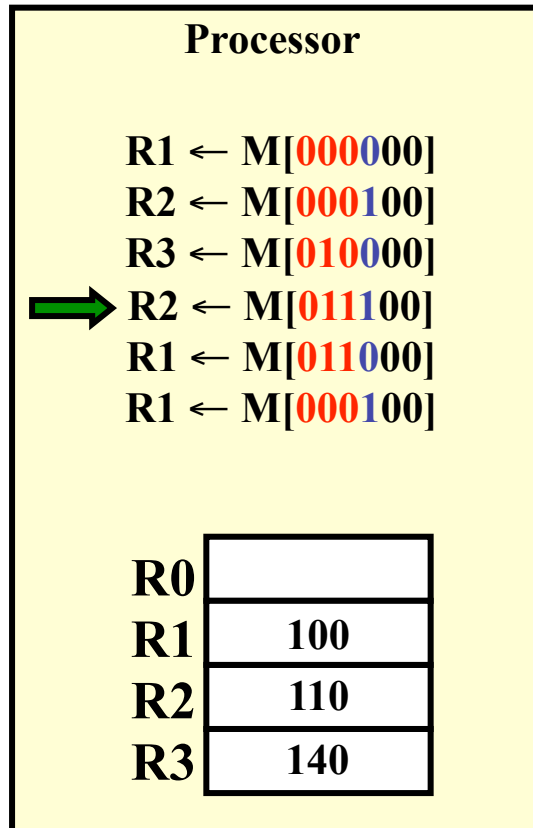 Processor
R1 ← M[000000]
R2 ← M[000100]
R3 ← M[010000]
R2 ← M[011100]
R1 ← M[011000]
R1 ← M[000100]
R0
R1 100
R2 110
R3 140